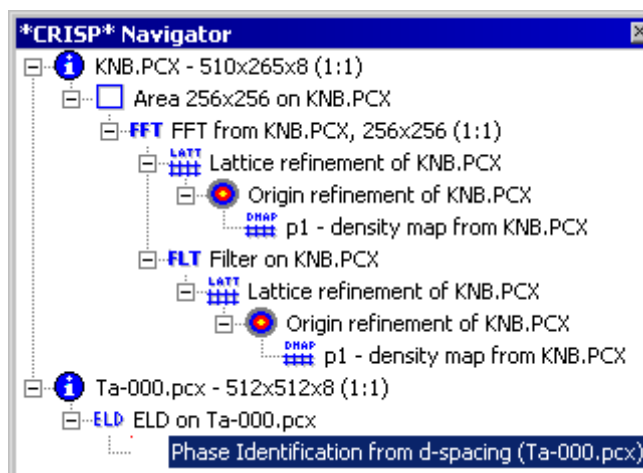 *CRISP* Navigator
KNB.PCX - 510x265x8 (1:1)
Area 256x256 on KNB.PCX
FFT FFT from KNB.PCX, 256x256 (1:1)
LATT Lattice refinement of KNB.PCX
Origin refinement of KNB.PCX
DMAP p1 - density map from KNB.PCX
FLT Filter on KNB.PCX
LATT Lattice refinement of KNB.PCX
Origin refinement of KNB.PCX
DMAP p1 - density map from KNB.PCX
Ta-000.pcx - 512x512x8 (1:1)
ELD ELD on Ta-000.pcx
Phase Identification from d-spacing (Ta-000.pcx)